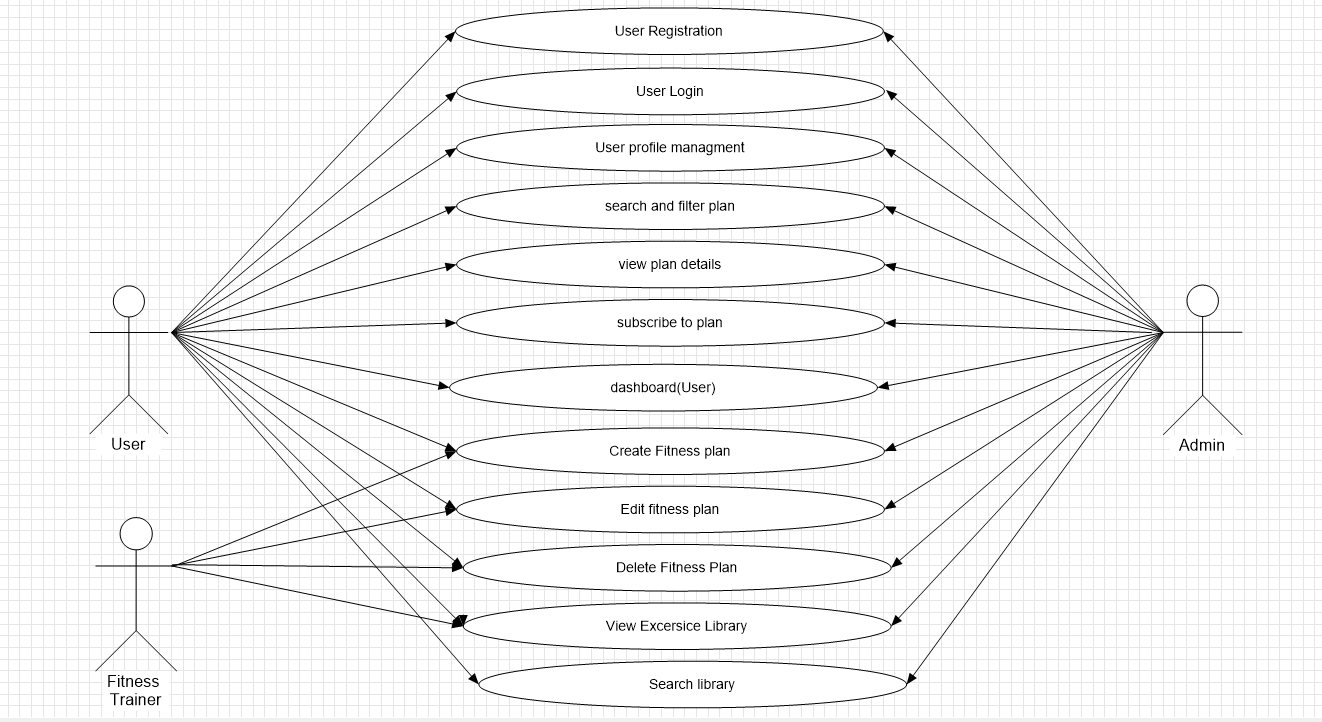 User Registration
User Login
User profile managment
search and filter plan
view plan details
subscribe to plan
dashboard(User)
Create Fitness plan
Edit fitness plan
Delete Fitness Plan
View Excersice Library
Search library
User
Fitness
Trainer
Admin